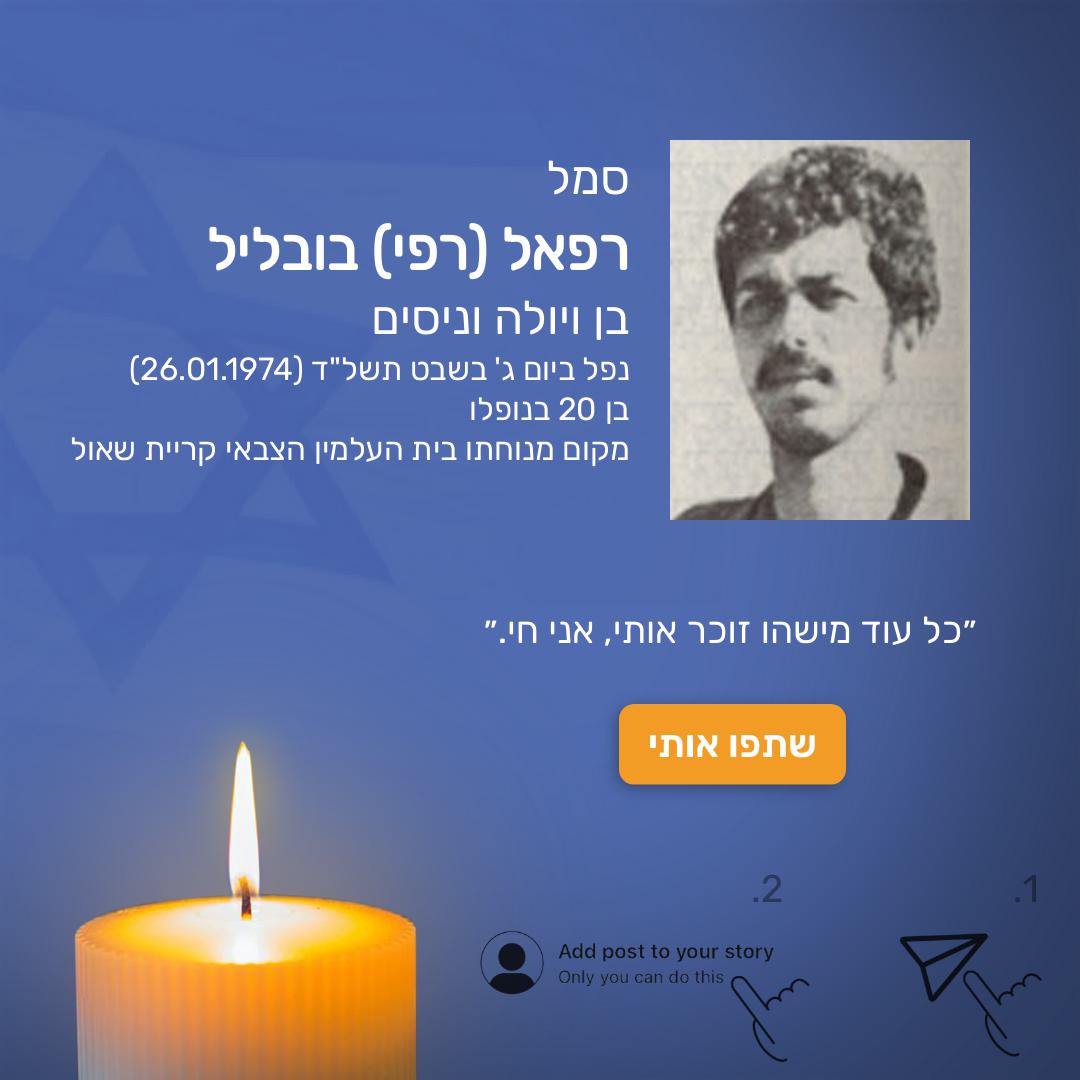 סמל
רפאל (רפי) בובליל
בן ויולה וניסים
נפל ביום ג' בשבט תשל"ד (26.01.1974)
בן 20 בנופלו
מקום מנוחתו בית העלמין הצבאי קריית שאול
״כל עוד מישהו זוכר אותי, אני חי.״
שתפו אותי
.1
.2
Add post to your story
Only you can do this